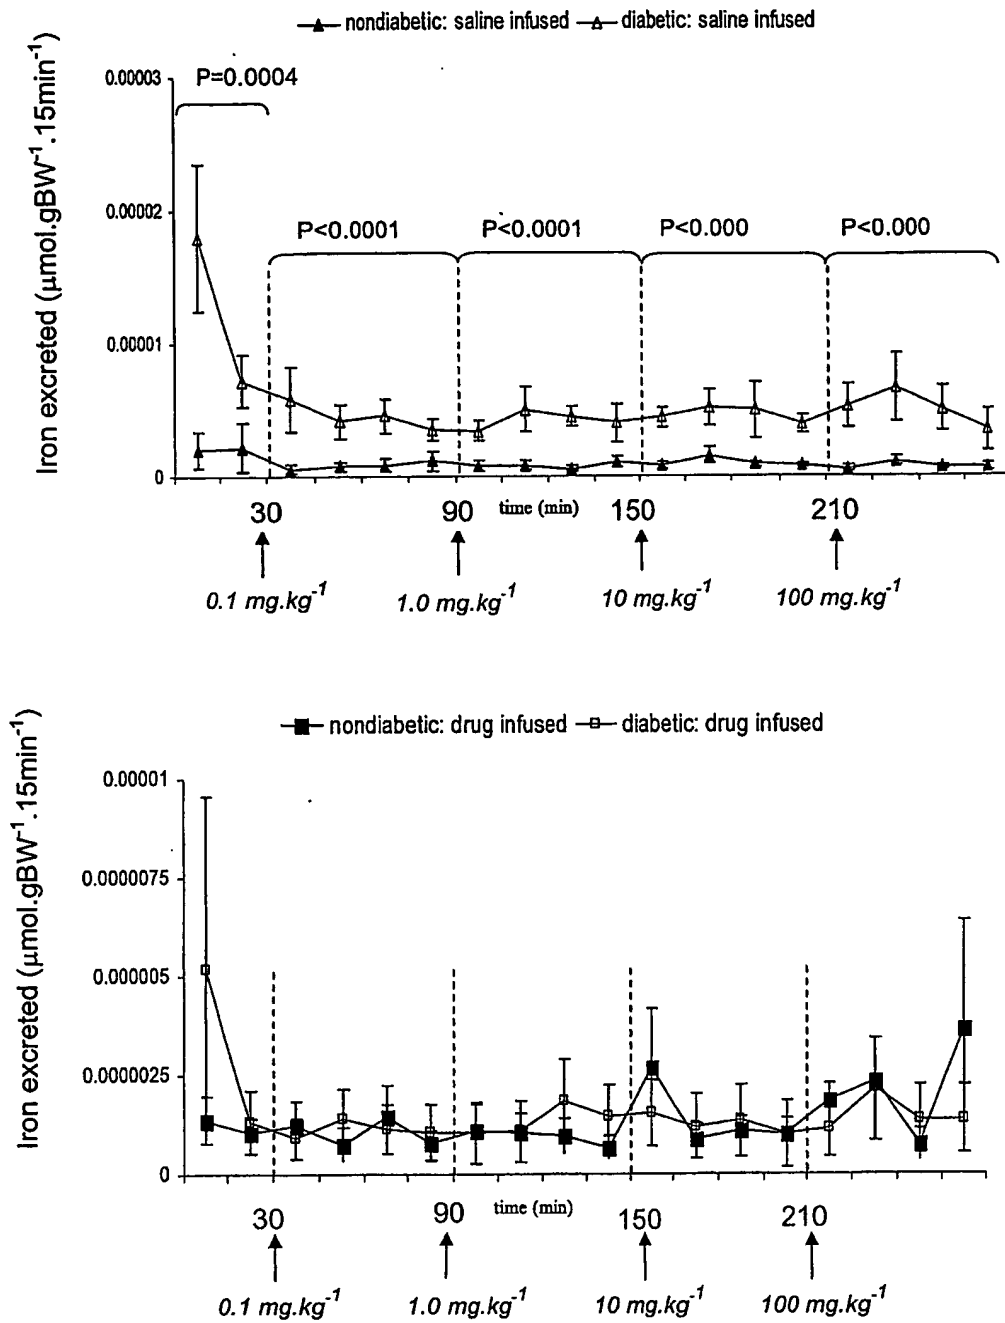 nondiabetic: saline infused diabetic: saline infused
Iron excreted (μmol.gBW⁻¹.15min⁻¹)
0.00003
0.00002
0.00001
0
P=0.0004
P<0.0001 P<0.0001 P<0.000 P<0.000
30 90 time (min) 150 210
0.1 mg.kg⁻¹ 1.0 mg.kg⁻¹ 10 mg.kg⁻¹ 100 mg.kg⁻¹
nondiabetic: drug infused diabetic: drug infused
Iron excreted (μmol.gBW⁻¹.15min⁻¹)
0.00001
0.0000075
0.000005
0.0000025
0
30 90 time (min) 150 210
0.1 mg.kg⁻¹ 1.0 mg.kg⁻¹ 10 mg.kg⁻¹ 100 mg.kg⁻¹